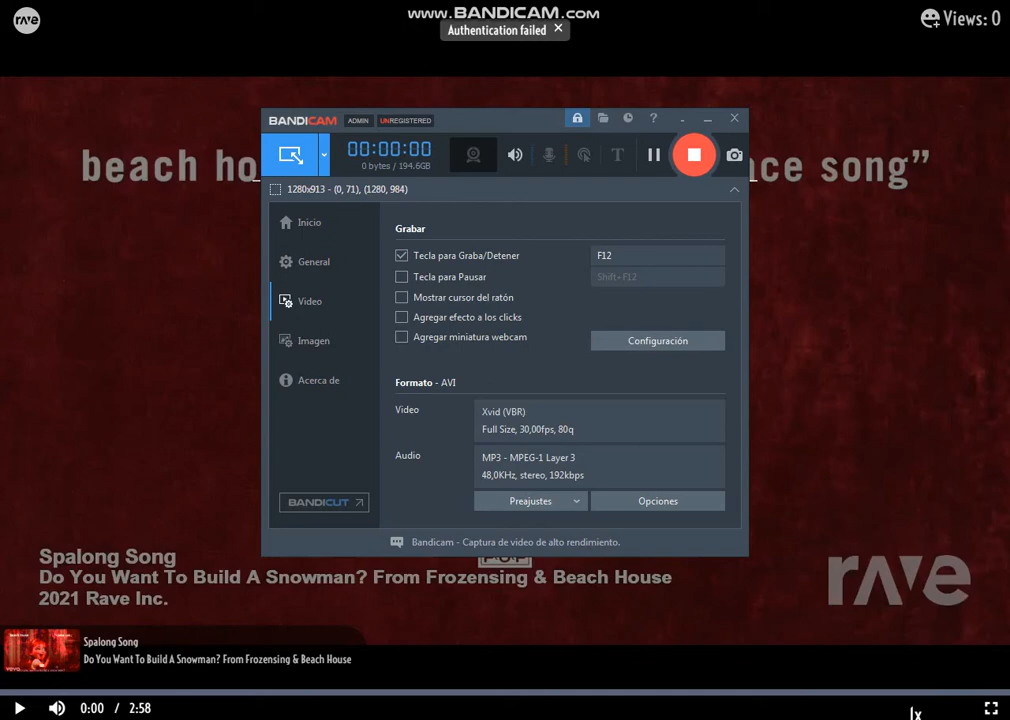 www.BANDICAM.com
rave
Authentication failed
Views: 0
BANDICAM ADMIN UNREGISTERED
00:00:00
0 bytes / 194.6GB
beach ho
ace song”
1280x913 - (0, 71), (1280, 984)
Inicio
General
Video
Imagen
Acerca de
BANDICUT
Grabar
Tecla para Graba/Detener
F12
Tecla para Pausar
Shift+F12
Mostrar cursor del ratón
Agregar efecto a los clicks
Agregar miniatura webcam
Configuración
Formato - AVI
Video
Xvid (VBR)
Full Size, 30,00fps, 80q
Audio
MP3 - MPEG-1 Layer 3
48,0KHz, stereo, 192kbps
Preajustes
Opciones
Bandicam - Captura de video de alto rendimiento.
Spalong Song
Do You Want To Build A Snowman? From Frozensing & Beach House
2021 Rave Inc.
rave
Spalong Song
Do You Want To Build A Snowman? From Frozensing & Beach House
0:00 / 2:58
1x